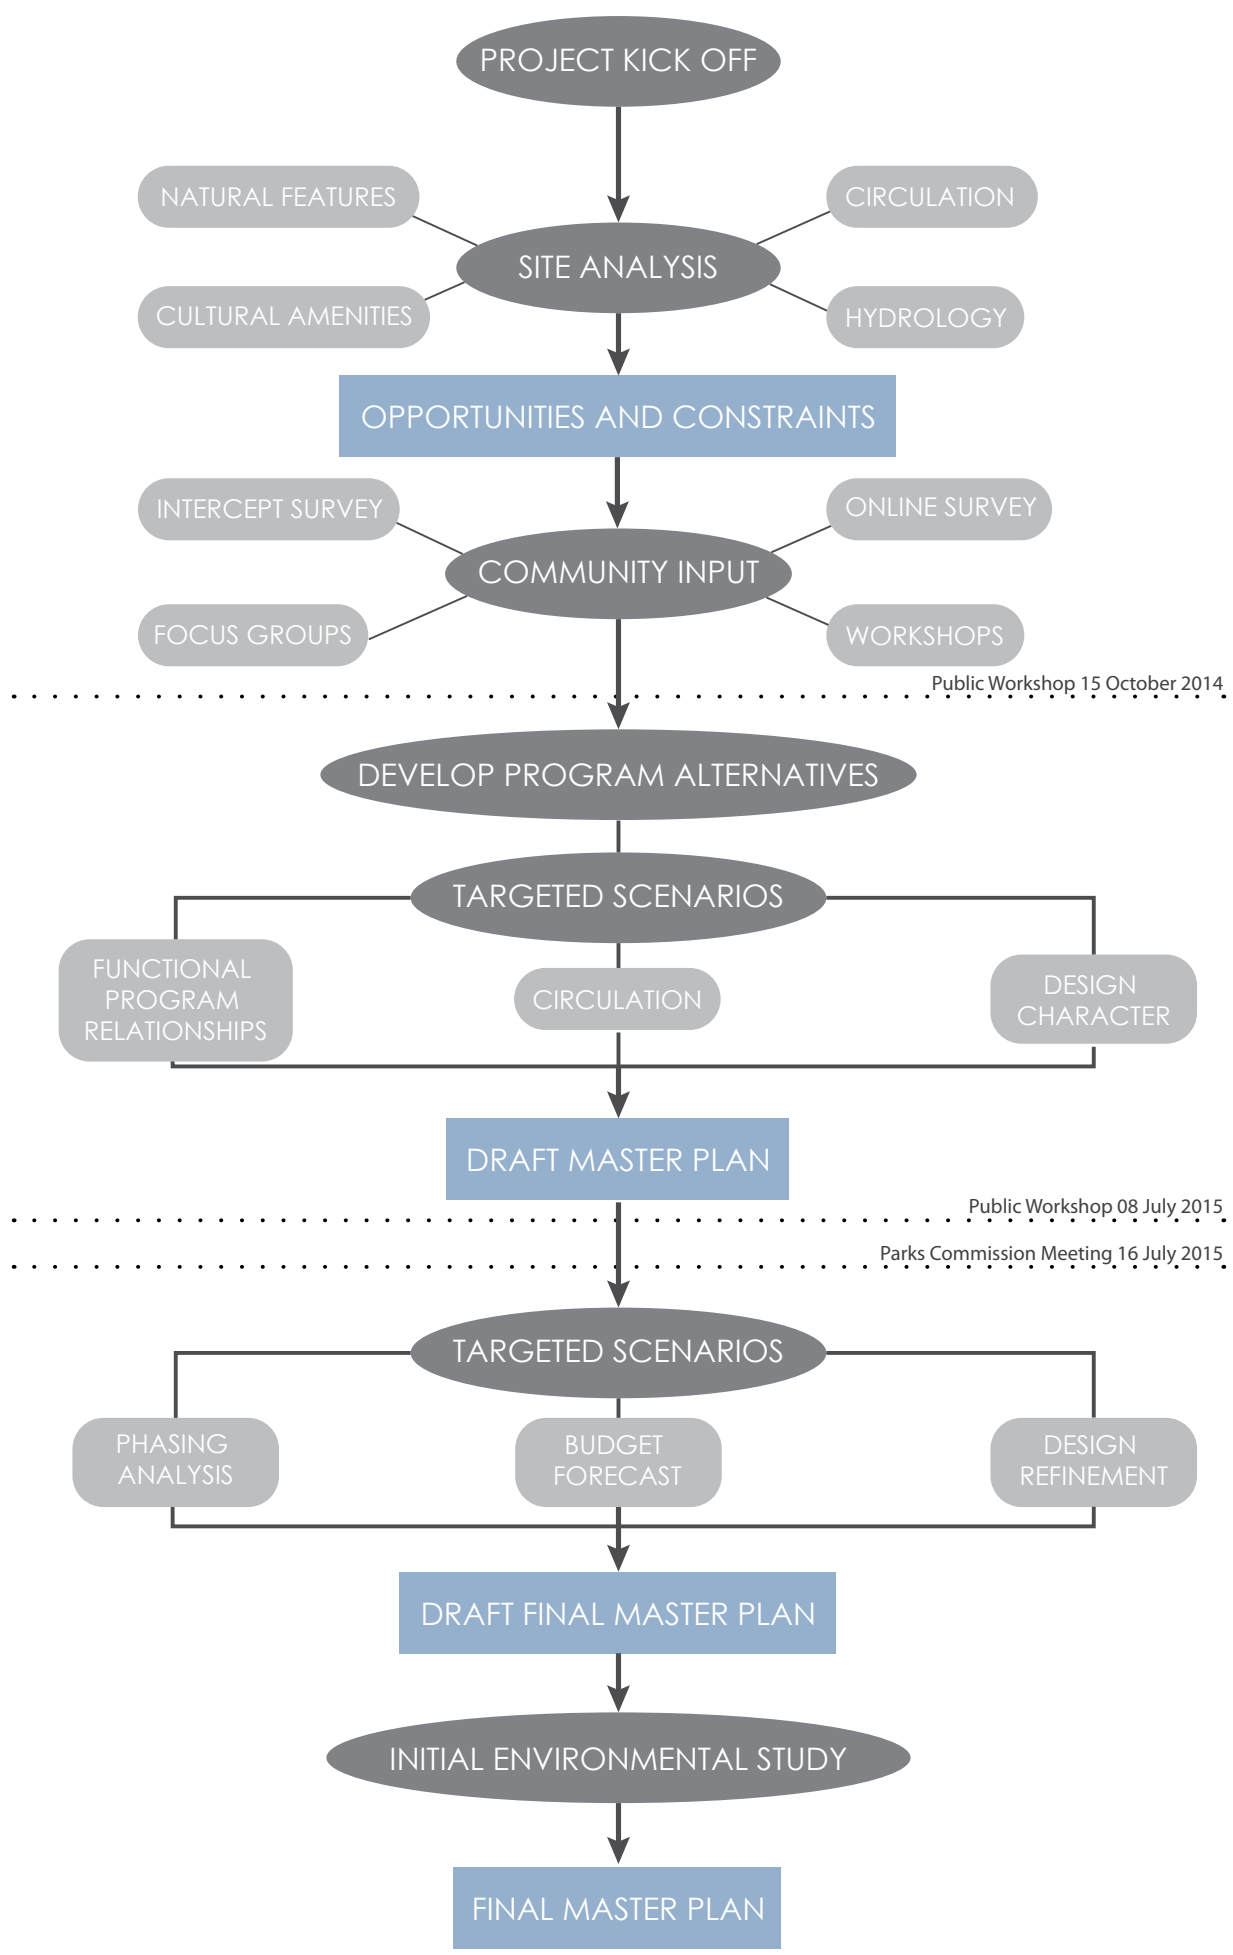 PROJECT KICK OFF
NATURAL FEATURES
CIRCULATION
SITE ANALYSIS
CULTURAL AMENITIES
HYDROLOGY
OPPORTUNITIES AND CONSTRAINTS
INTERCEPT SURVEY
ONLINE SURVEY
COMMUNITY INPUT
FOCUS GROUPS
WORKSHOPS
Public Workshop 15 October 2014
DEVELOP PROGRAM ALTERNATIVES
TARGETED SCENARIOS
FUNCTIONAL
PROGRAM
RELATIONSHIPS
CIRCULATION
DESIGN
CHARACTER
DRAFT MASTER PLAN
Public Workshop 08 July 2015
Parks Commission Meeting 16 July 2015
TARGETED SCENARIOS
PHASING
ANALYSIS
BUDGET
FORECAST
DESIGN
REFINEMENT
DRAFT FINAL MASTER PLAN
INITIAL ENVIRONMENTAL STUDY
FINAL MASTER PLAN